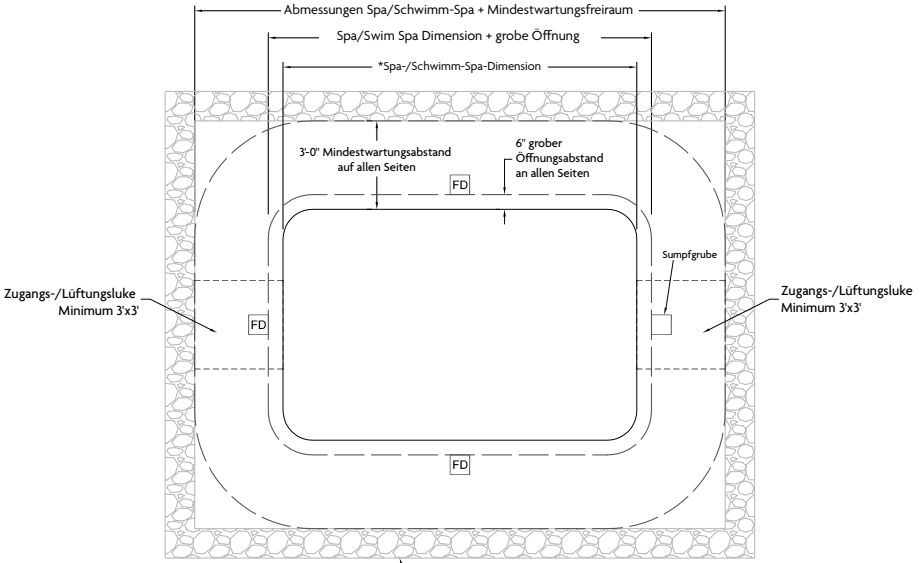 Abmessungen Spa/Schwimm-Spa + Mindestwartungsfreiraum
Spa/Swim Spa Dimension + grobe Öffnung
*Spa-/Schwimm-Spa-Dimension
3'-0" Mindestwartungsabstand
auf allen Seiten
6" grober
Öffnungsabstand
an allen Seiten
FD
Sumpfgrube
Zugangs-/Lüftungsluke
Minimum 3'x3'
FD
Zugangs-/Lüftungsluke
Minimum 3'x3'
FD